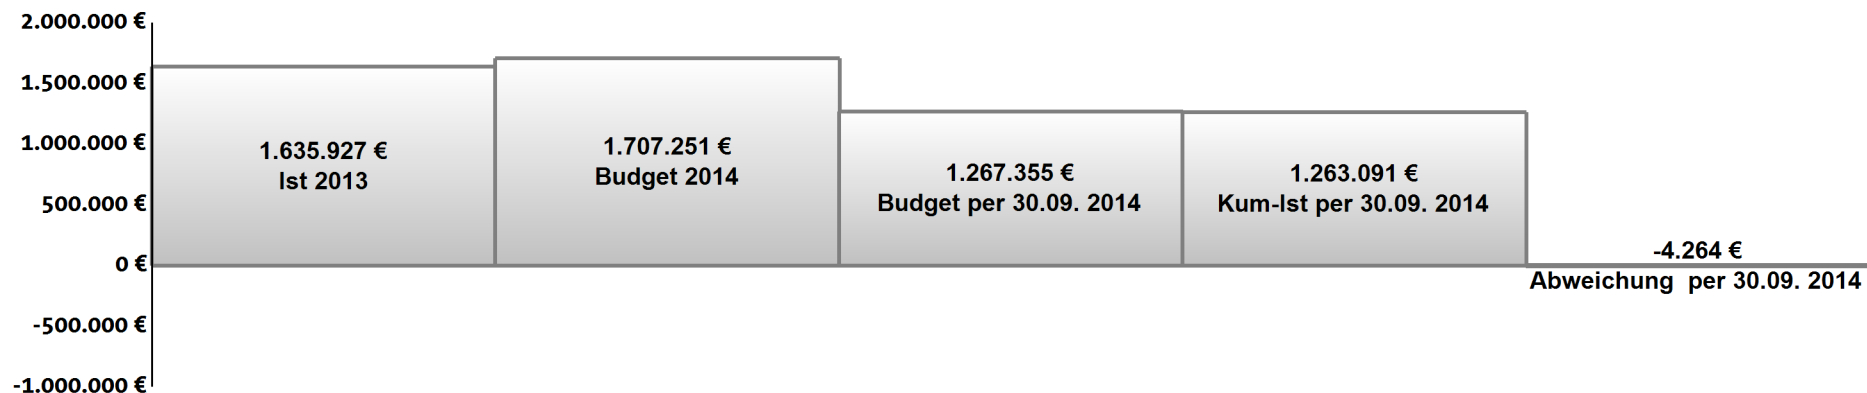 2.000.000 €
1.500.000 €
1.000.000 €
500.000 €
0 €
-500.000 €
-1.000.000 €
1.635.927 €
Ist 2013
1.707.251 €
Budget 2014
1.267.355 €
Budget per 30.09. 2014
1.263.091 €
Kum-Ist per 30.09. 2014
-4.264 €
Abweichung  per 30.09. 2014